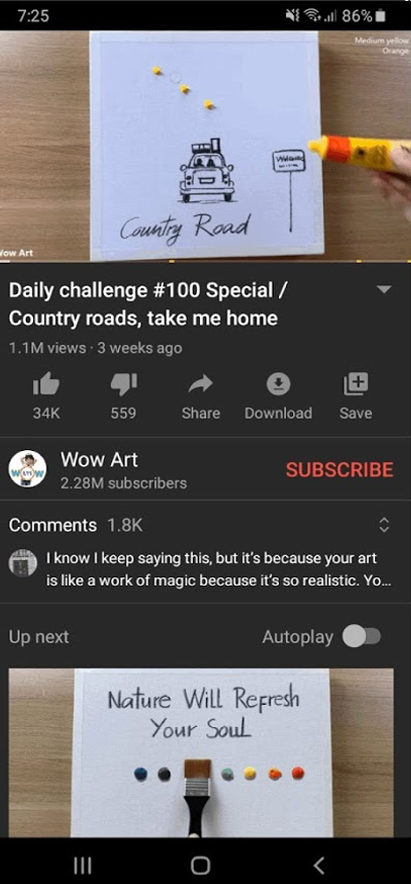 7:25 86%
Medium yellow
Orange
Welcome
Country Road
Wow Art
Daily challenge #100 Special /
Country roads, take me home
1.1M views · 3 weeks ago
34K 559 Share Download Save
WOW ART
Wow Art
2.28M subscribers
SUBSCRIBE
Comments 1.8K
I know I keep saying this, but it's because your art
is like a work of magic because it's so realistic. Yo...
Up next Autoplay
Nature Will Refresh
Your Soul